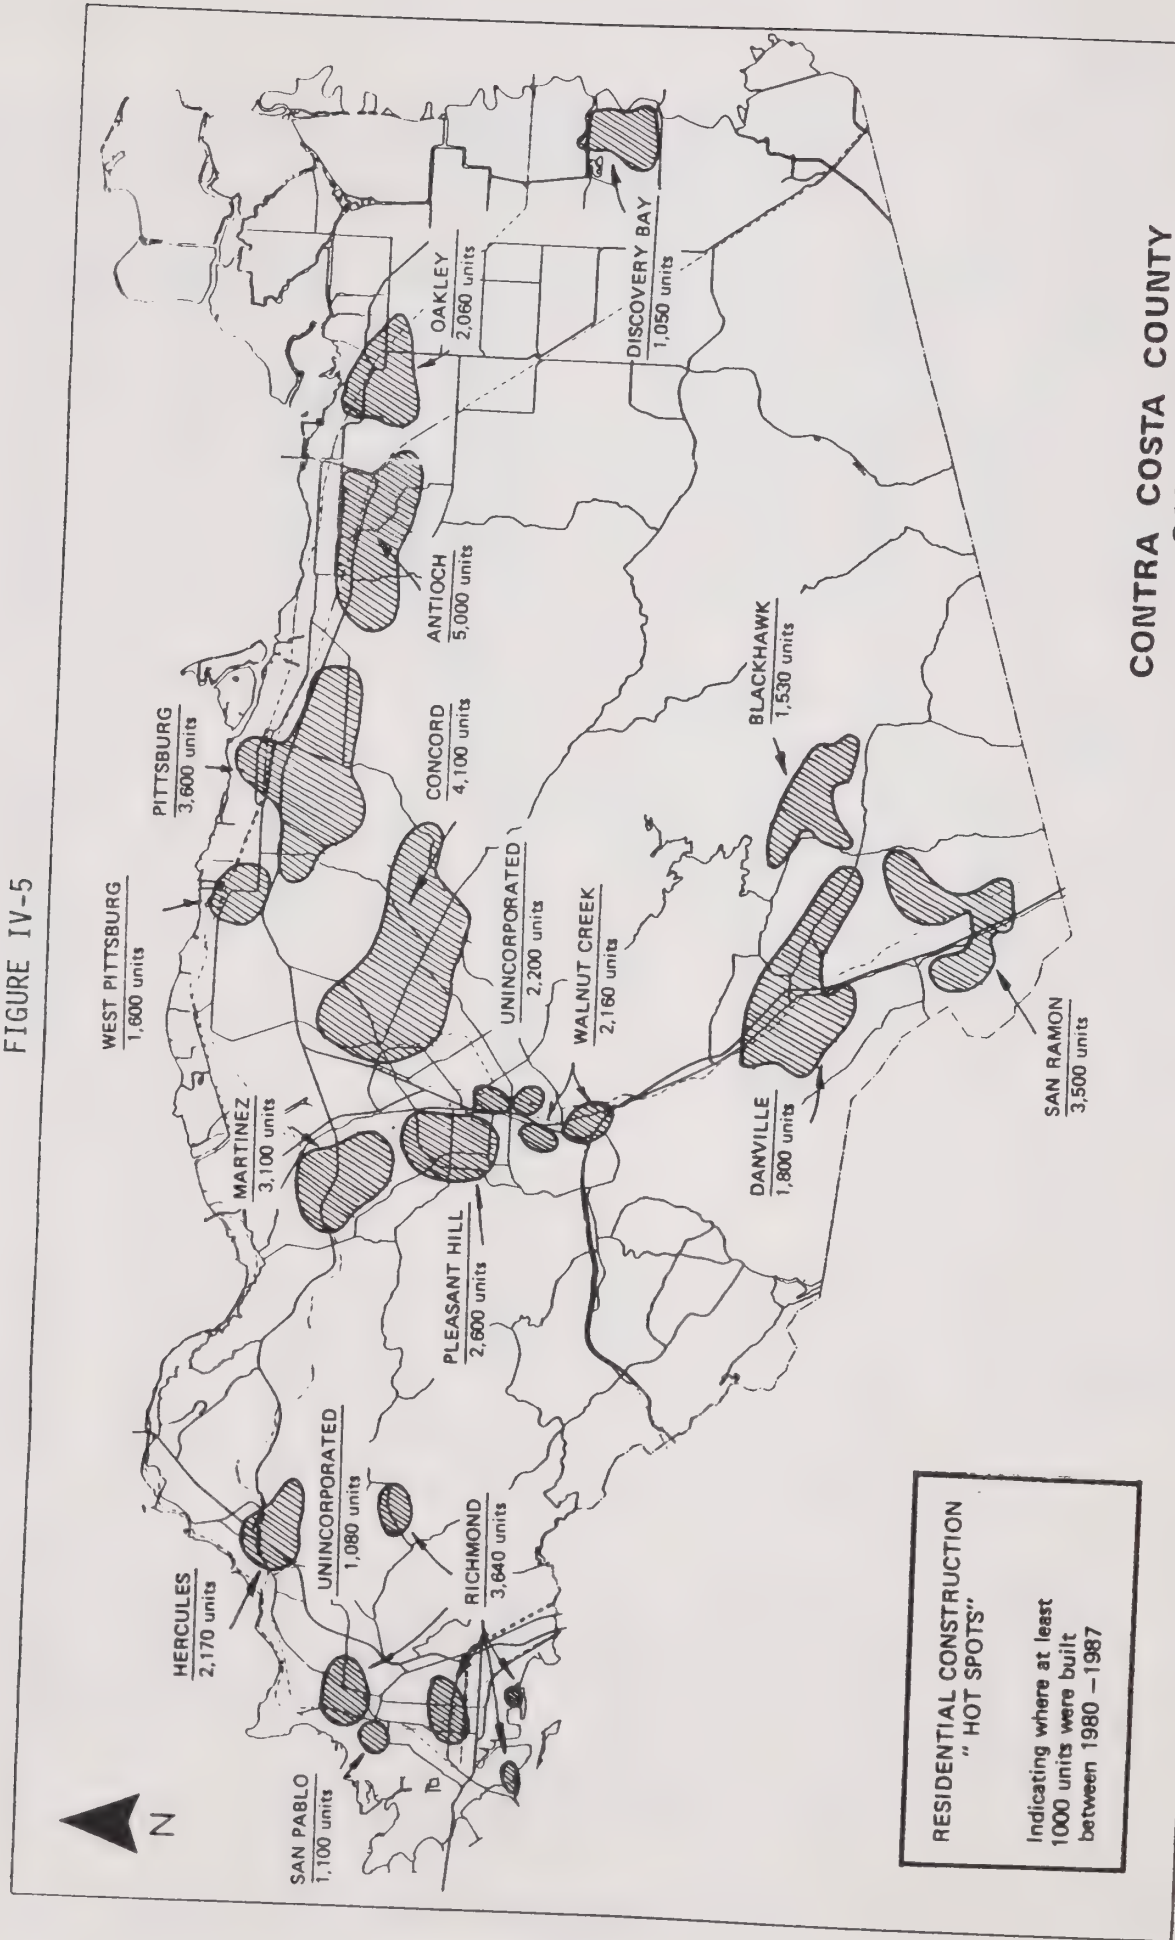 FIGURE IV-5
WEST PITTSBURG
1,600 units
PITTSBURG
3,600 units
HERCULES
2,170 units
MARTINEZ
3,100 units
UNINCORPORATED
1,080 units
SAN PABLO
1,100 units
N
RICHMOND
3,640 units
PLEASANT HILL
2,600 units
CONCORD
4,100 units
ANTIOCH
5,000 units
OAKLEY
2,060 units
UNINCORPORATED
2,200 units
WALNUT CREEK
2,160 units
DISCOVERY BAY
1,050 units
BLACKHAWK
1,530 units
DANVILLE
1,800 units
SAN RAMON
3,500 units
RESIDENTIAL CONSTRUCTION
" HOT SPOTS"
Indicating where at least
1000 units were built
between 1980 – 1987
CONTRA COSTA COUNTY